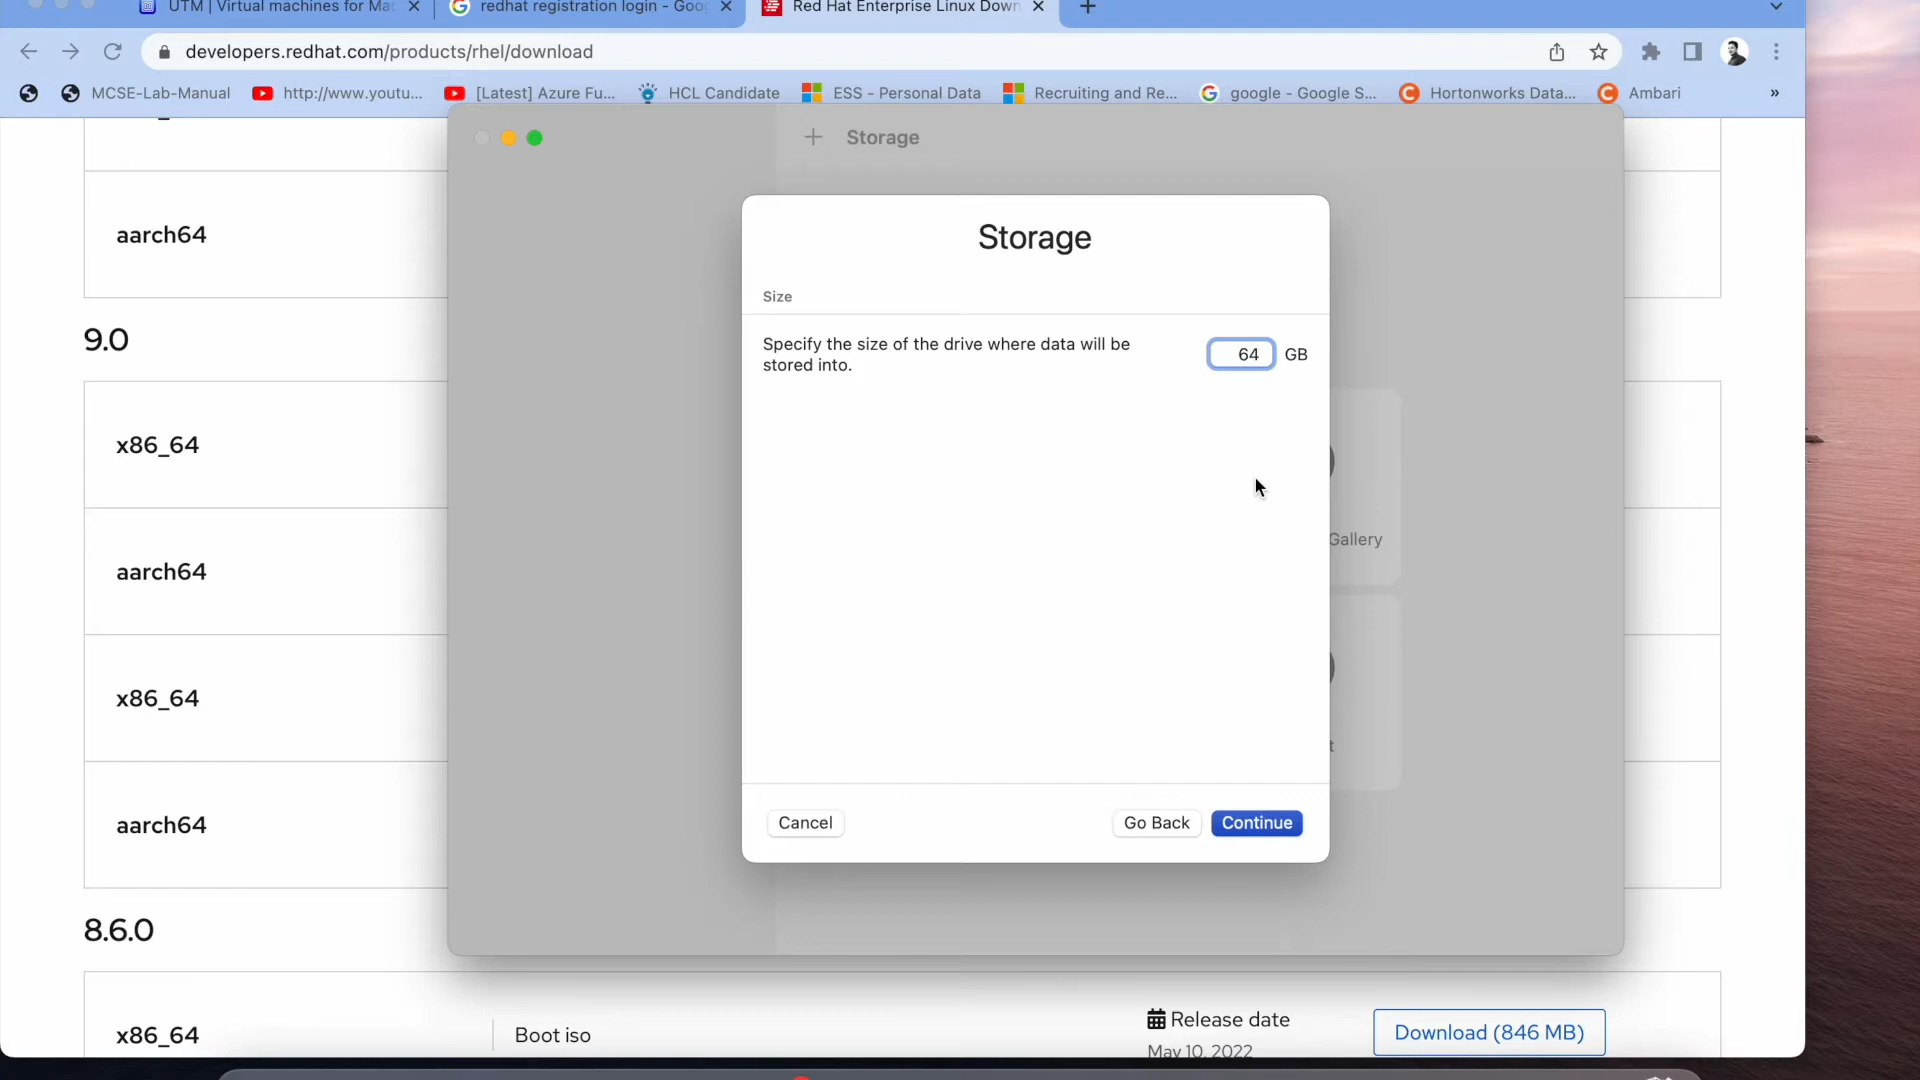 UTM | Virtual machines for Mac
redhat registration login - Goog
Red Hat Enterprise Linux Down
developers.redhat.com/products/rhel/download
MCSE-Lab-Manual
http://www.youtu...
[Latest] Azure Fu...
HCL Candidate
ESS - Personal Data
Recruiting and Re...
google - Google S...
Hortonworks Data...
Ambari
»
Storage
aarch64
9.0
x86_64
aarch64
x86_64
aarch64
8.6.0
Storage
Size
Specify the size of the drive where data will be
stored into.
64 GB
Gallery
Cancel
Go Back
Continue
x86_64
Boot iso
Release date
May 10, 2022
Download (846 MB)